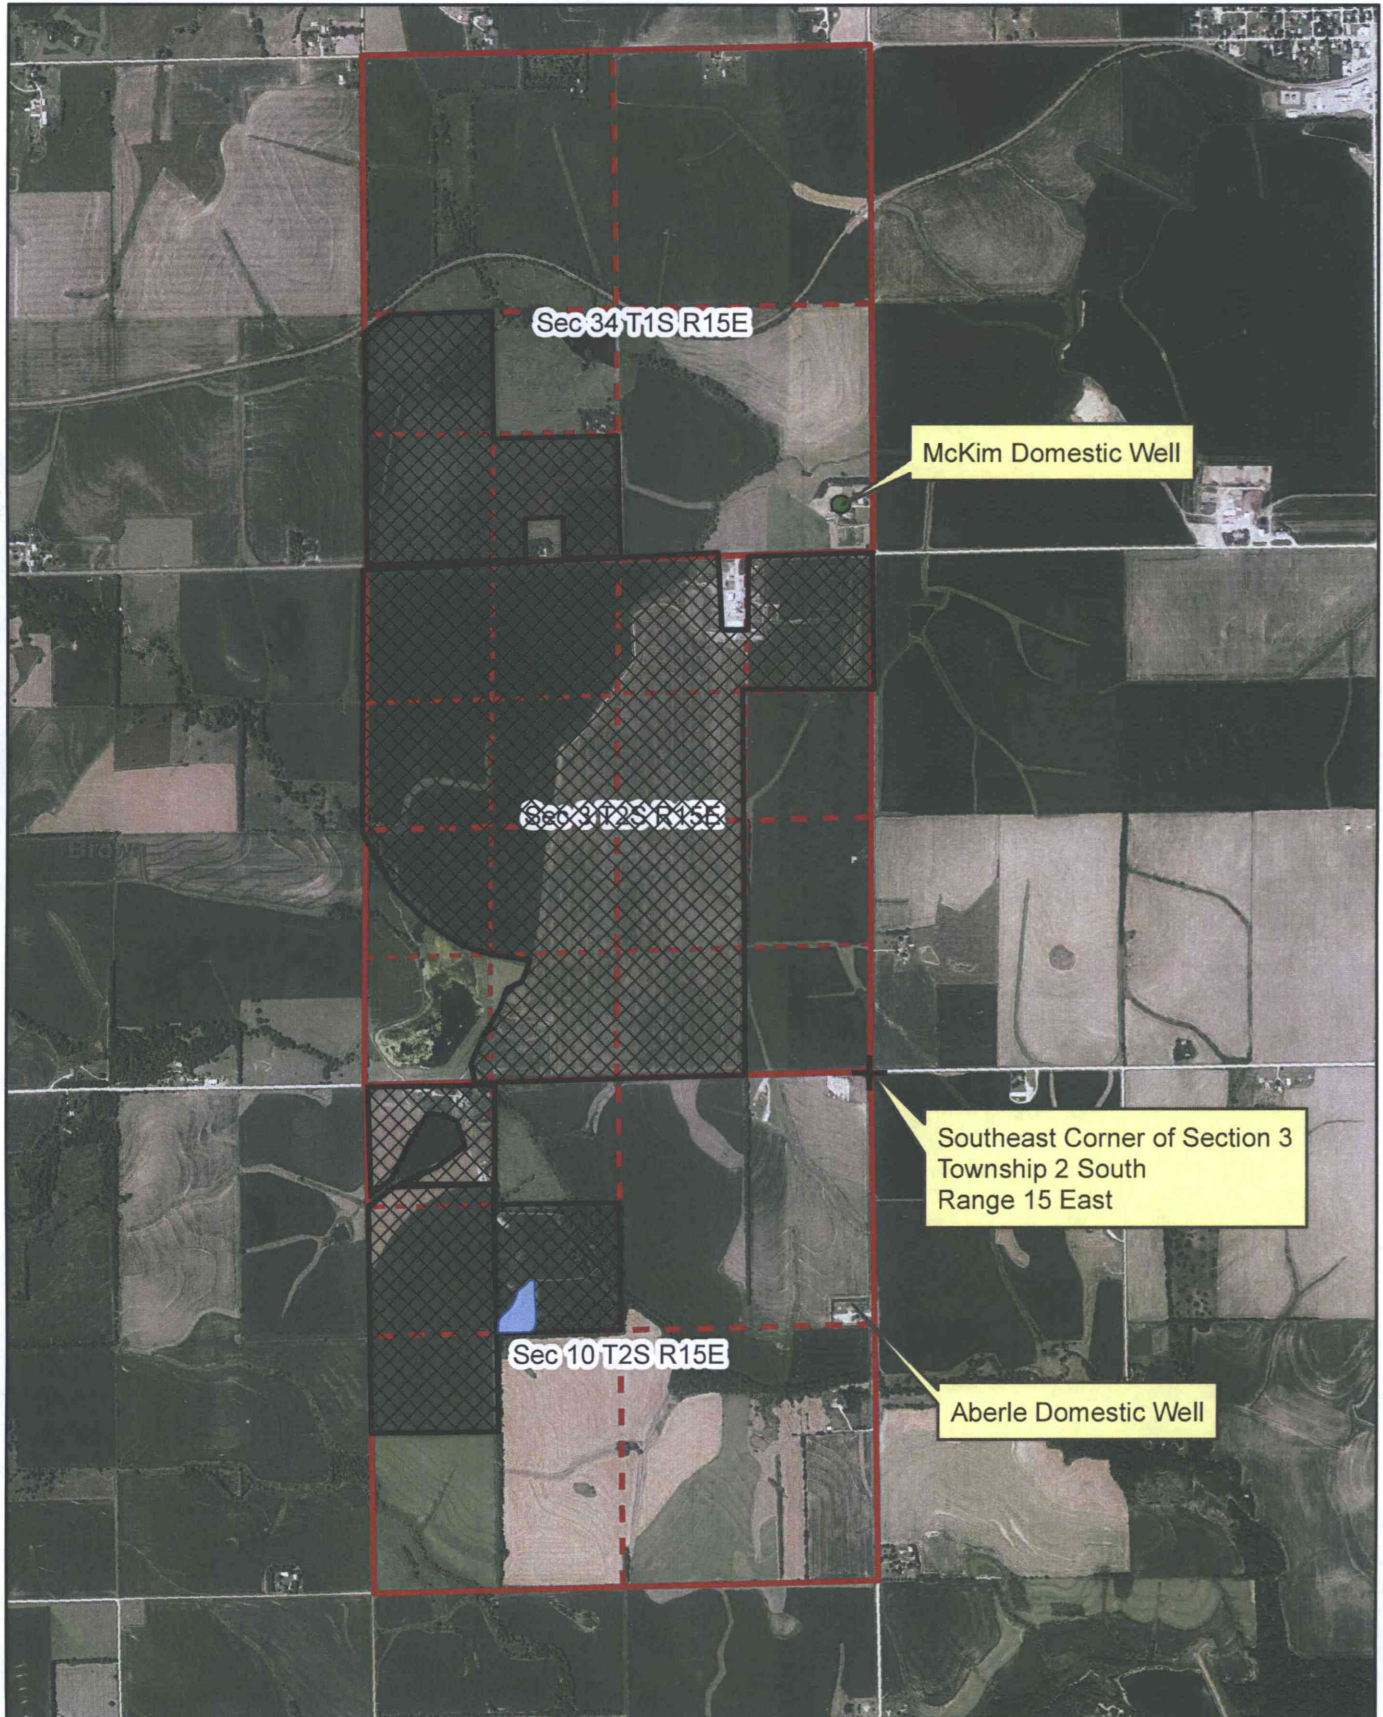 Sec 34 T1S R15E
McKim Domestic Well
Sec 3 T2S R15E
Brow
Southeast Corner of Section 3
Township 2 South
Range 15 East
Sec 10 T2S R15E
Aberle Domestic Well